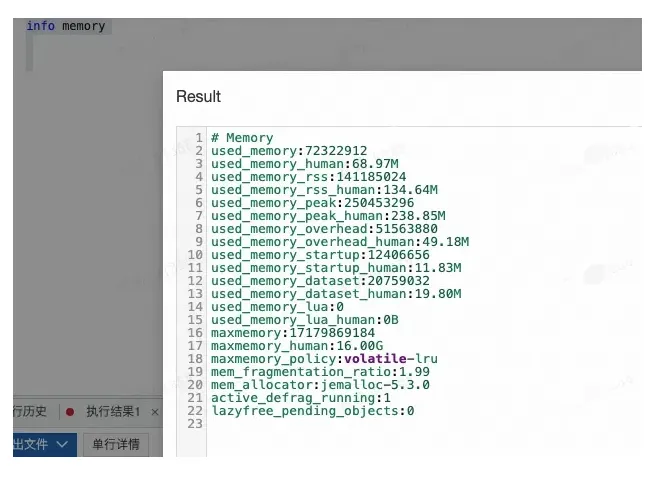 info memory
Result
1 # Memory
2 used_memory:72322912
3 used_memory_human:68.97M
4 used_memory_rss:141185024
5 used_memory_rss_human:134.64M
6 used_memory_peak:250453296
7 used_memory_peak_human:238.85M
8 used_memory_overhead:51563880
9 used_memory_overhead_human:49.18M
10 used_memory_startup:12406656
11 used_memory_startup_human:11.83M
12 used_memory_dataset:20759032
13 used_memory_dataset_human:19.80M
14 used_memory_lua:0
15 used_memory_lua_human:0B
16 maxmemory:17179869184
17 maxmemory_human:16.00G
18 maxmemory_policy:volatile-lru
19 mem_fragmentation_ratio:1.99
20 mem_allocator:jemalloc-5.3.0
21 active_defrag_running:1
22 lazyfree_pending_objects:0
23
行历史 执行结果1 ×
出文件 单行详情